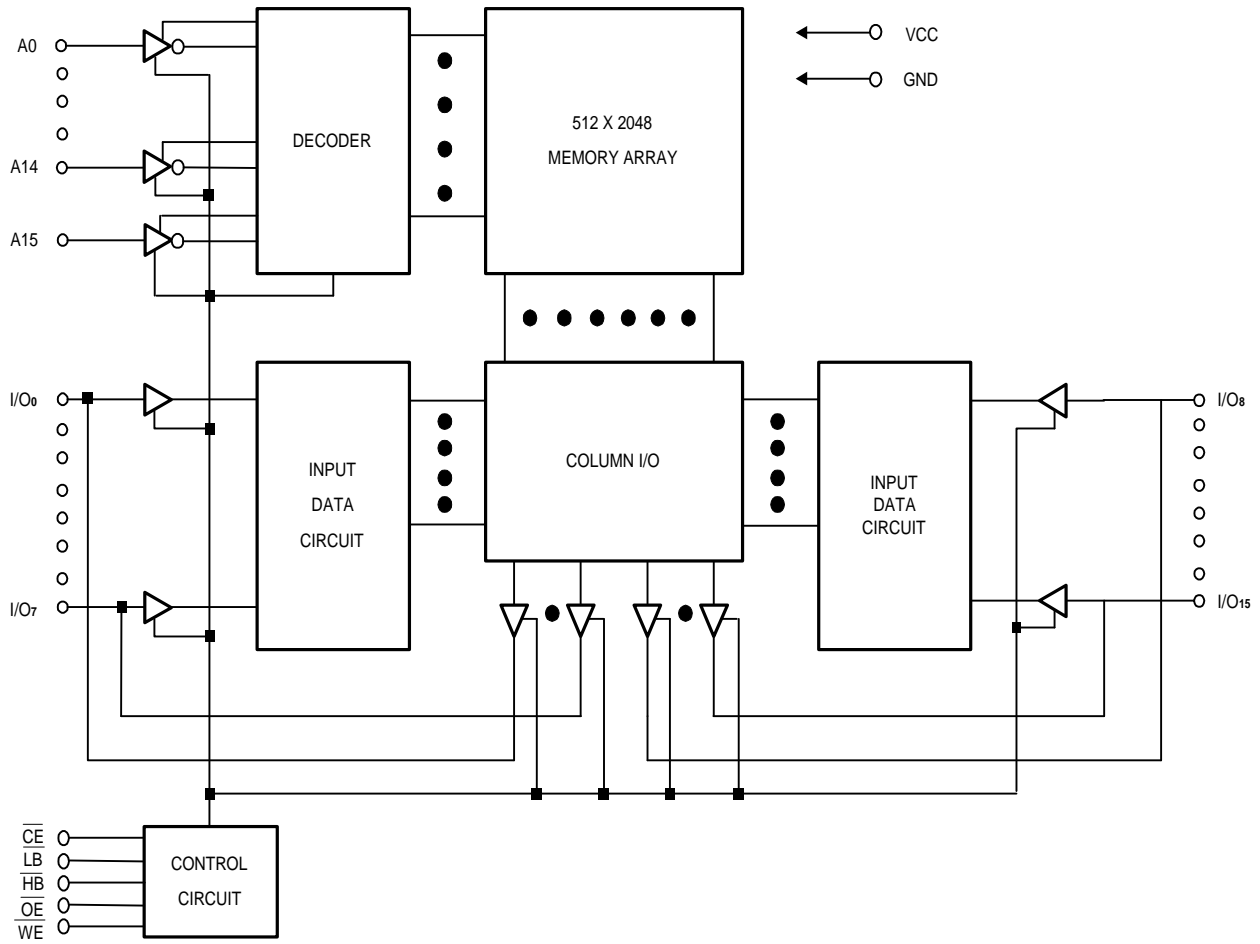 A0
A14
A15
DECODER
512 X 2048
MEMORY ARRAY
VCC
GND
I/O0
I/O7
INPUT
DATA
CIRCUIT
COLUMN I/O
INPUT
DATA
CIRCUIT
I/O8
I/O15
CE
LB
HB
OE
WE
CONTROL
CIRCUIT